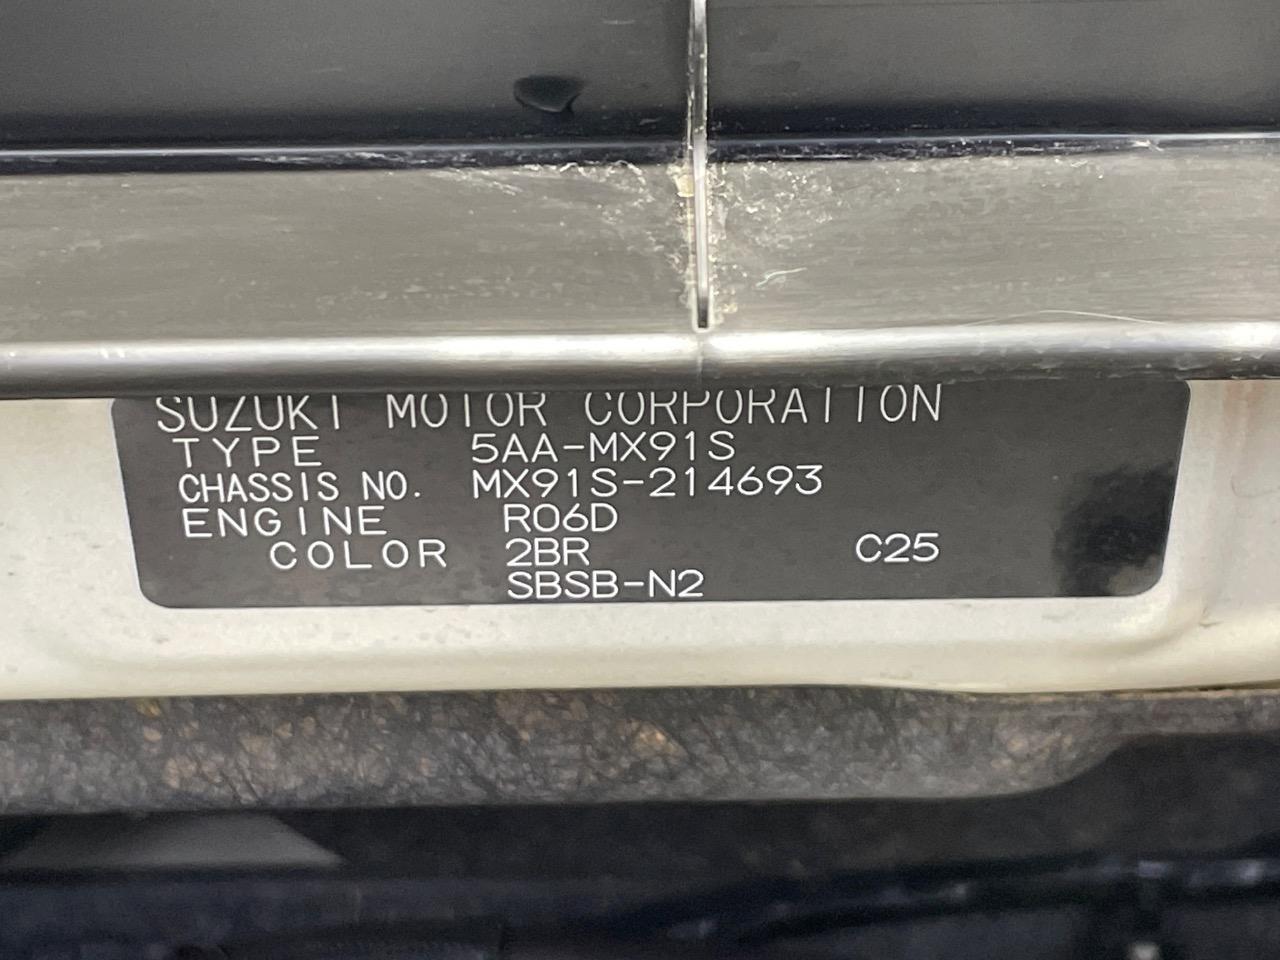 SUZUKI MOTOR CORPORATION
TYPE 5AA-MX91S
CHASSIS NO. MX91S-214693
ENGINE R06D
COLOR 2BR C25
SBSB-N2